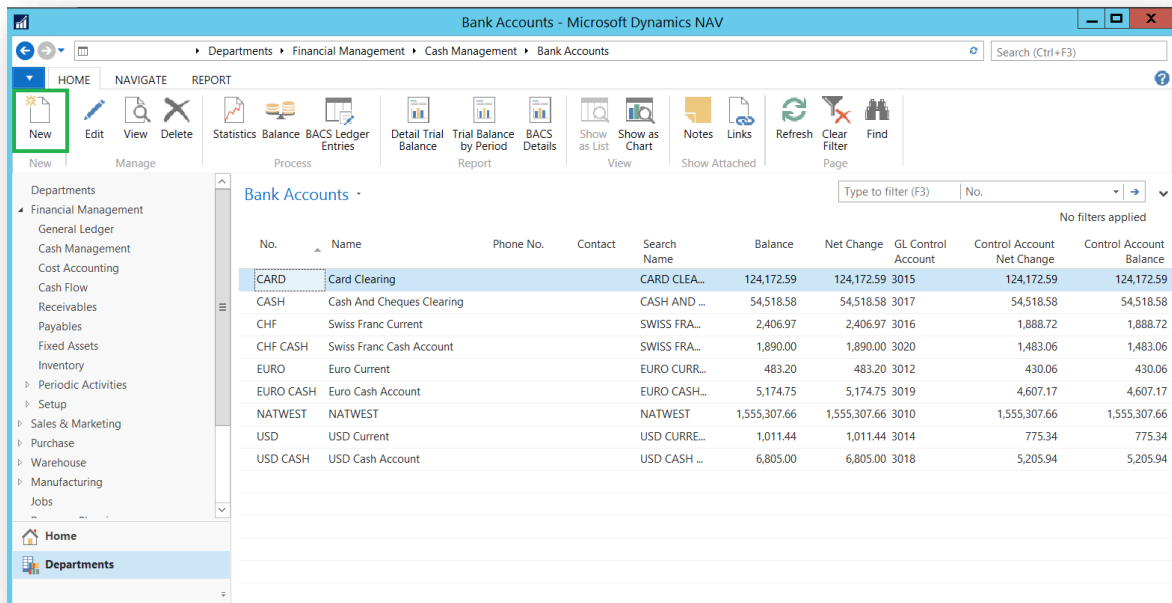 Bank Accounts - Microsoft Dynamics NAV
Departments Financial Management Cash Management Bank Accounts
Search (Ctrl+F3)
HOME NAVIGATE REPORT
New Edit View Delete Statistics Balance BACS Ledger Entries Detail Trial Balance Trial Balance by Period BACS Details Show as List Show as Chart Notes Links Refresh Clear Filter Find
New Manage Process Report View Show Attached Page
Departments
Financial Management
General Ledger
Cash Management
Cost Accounting
Cash Flow
Receivables
Payables
Fixed Assets
Inventory
Periodic Activities
Setup
Sales & Marketing
Purchase
Warehouse
Manufacturing
Jobs
Home
Departments
Bank Accounts
Type to filter (F3) No.
No filters applied
No. Name Phone No. Contact Search Name Balance Net Change GL Control Account Control Account Net Change Control Account Balance
CARD Card Clearing CARD CLEA... 124,172.59 124,172.59 3015 124,172.59 124,172.59
CASH Cash And Cheques Clearing CASH AND ... 54,518.58 54,518.58 3017 54,518.58 54,518.58
CHF Swiss Franc Current SWISS FRA... 2,406.97 2,406.97 3016 1,888.72 1,888.72
CHF CASH Swiss Franc Cash Account SWISS FRA... 1,890.00 1,890.00 3020 1,483.06 1,483.06
EURO Euro Current EURO CURR... 483.20 483.20 3012 430.06 430.06
EURO CASH Euro Cash Account EURO CASH... 5,174.75 5,174.75 3019 4,607.17 4,607.17
NATWEST NATWEST NATWEST 1,555,307.66 1,555,307.66 3010 1,555,307.66 1,555,307.66
USD USD Current USD CURRE... 1,011.44 1,011.44 3014 775.34 775.34
USD CASH USD Cash Account USD CASH ... 6,805.00 6,805.00 3018 5,205.94 5,205.94